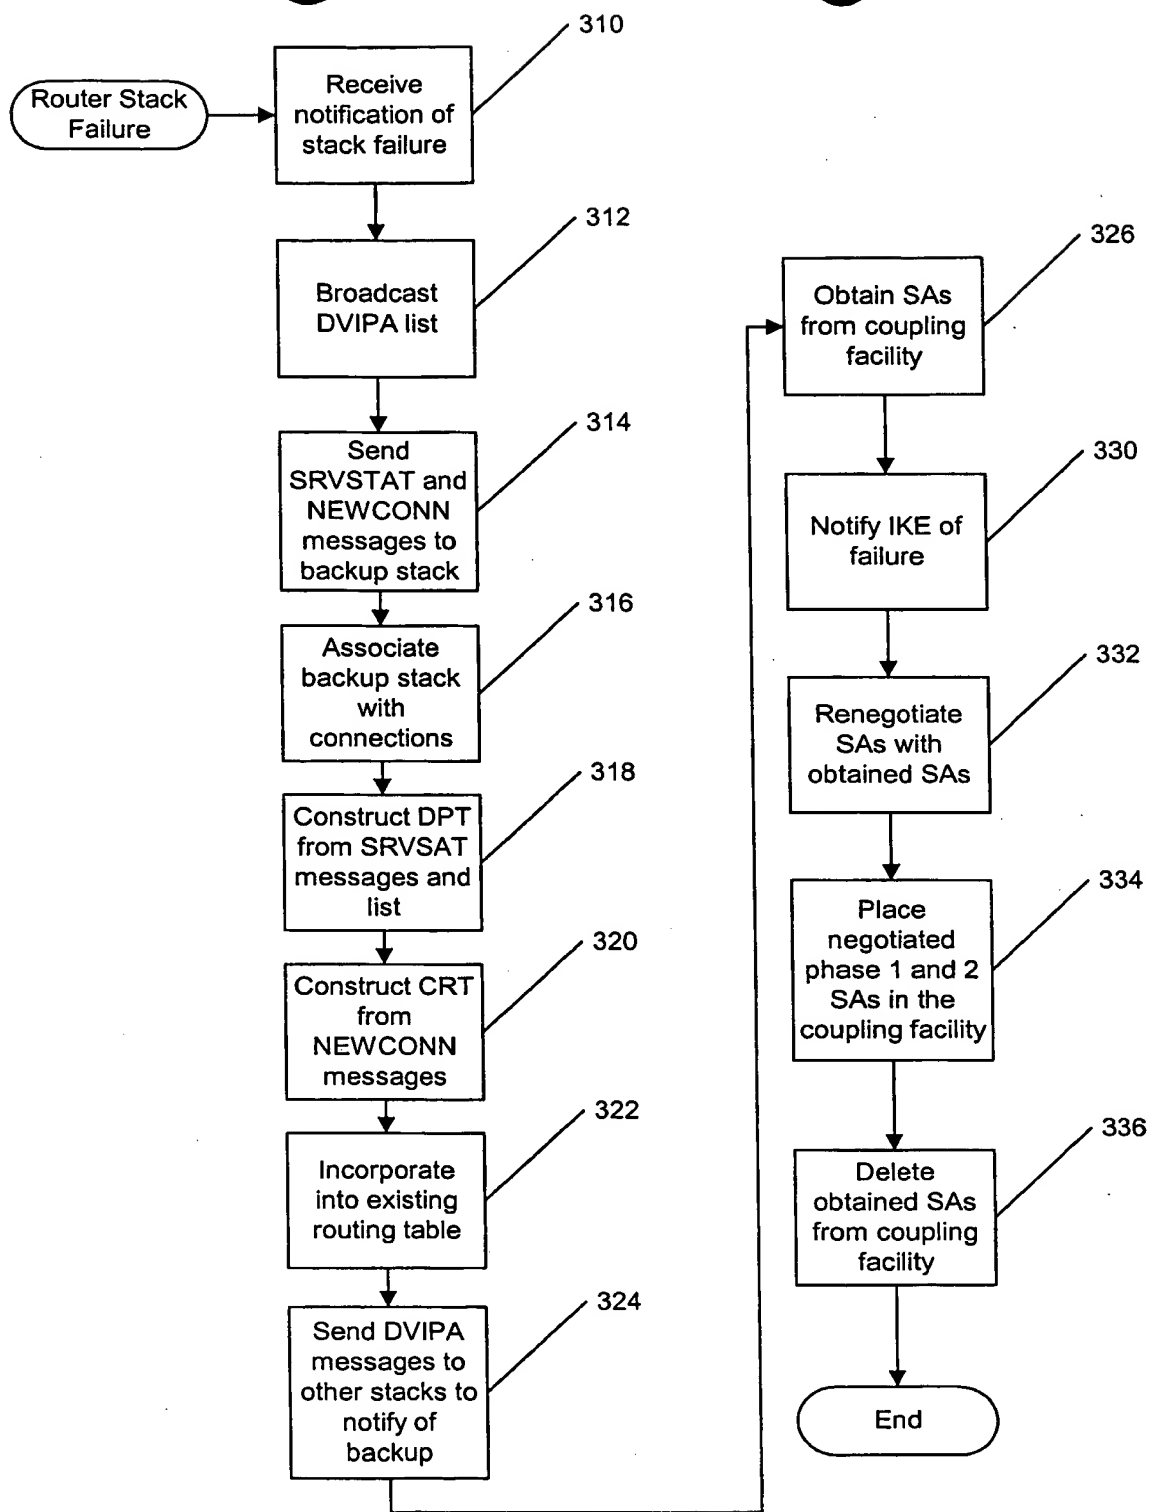 310
Router Stack
Failure
Receive
notification of
stack failure
312
Broadcast
DVIPA list
314
Send
SRVSTAT and
NEWCONN
messages to
backup stack
316
Associate
backup stack
with
connections
318
Construct DPT
from SRVSAT
messages and
list
320
Construct CRT
from
NEWCONN
messages
322
Incorporate
into existing
routing table
324
Send DVIPA
messages to
other stacks to
notify of
backup
326
Obtain SAs
from coupling
facility
330
Notify IKE of
failure
332
Renegotiate
SAs with
obtained SAs
334
Place
negotiated
phase 1 and 2
SAs in the
coupling facility
336
Delete
obtained SAs
from coupling
facility
End